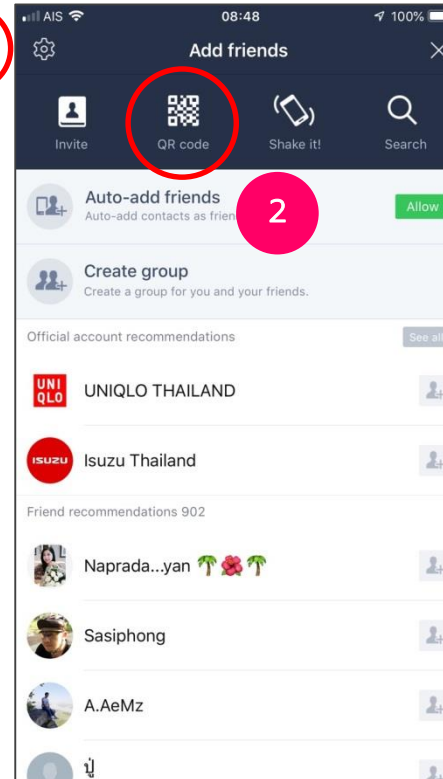 AIS 08:48 100%
Add friends
Invite QR code Shake it! Search
Auto-add friends
Auto-add contacts as frien
Allow
2
Create group
Create a group for you and your friends.
Official account recommendations See all
UNI
QLO
UNIQLO THAILAND
ISUZU Isuzu Thailand
Friend recommendations 902
Naprada...yan 🌴🌺🌴
Sasiphong
A.AeMz
ปู่